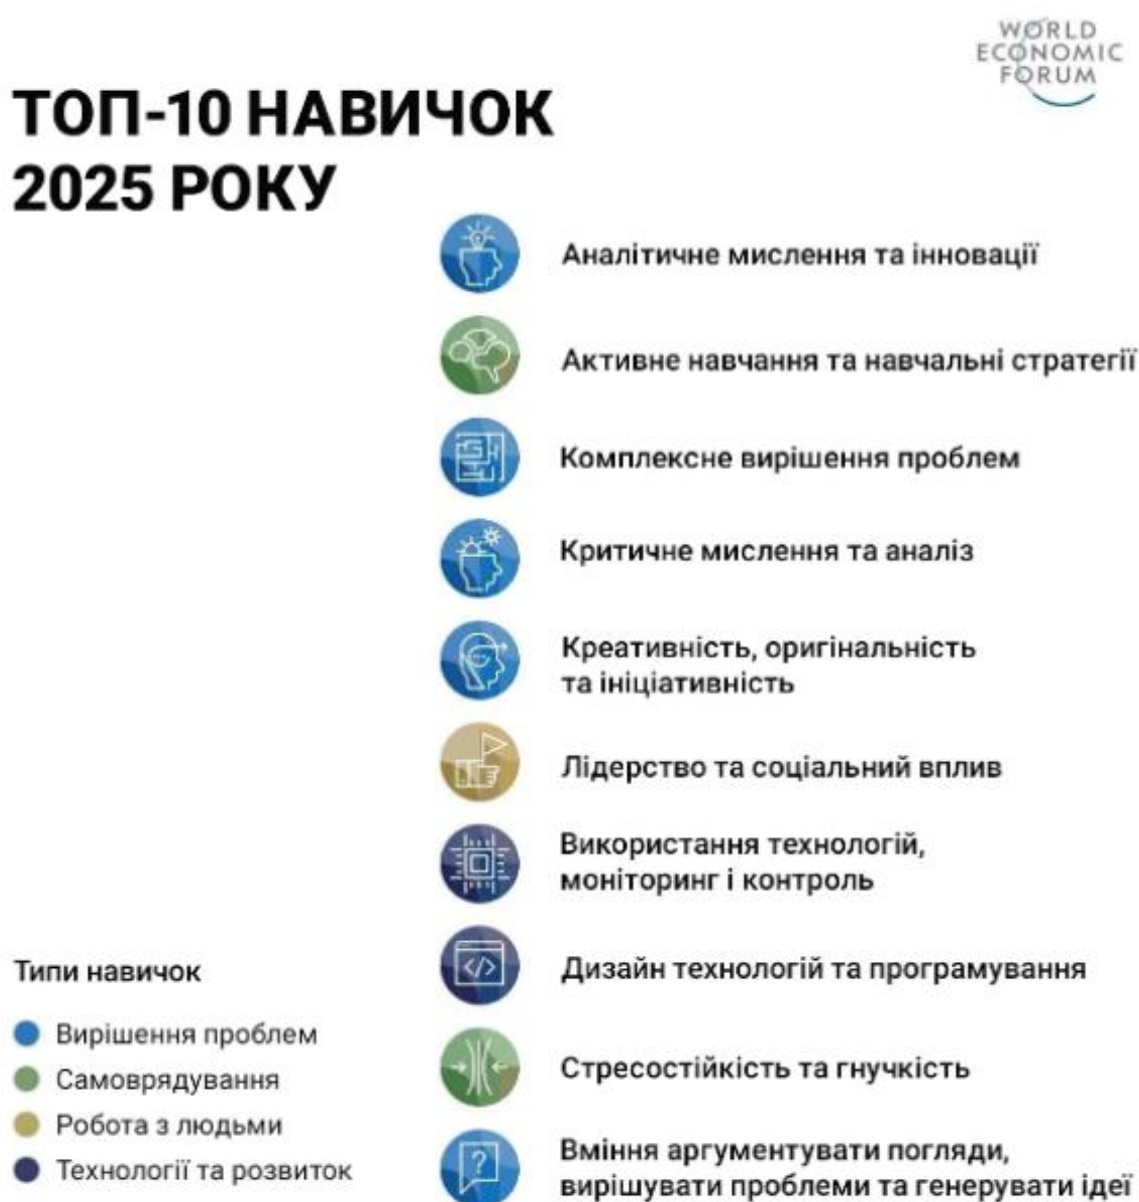 WORLD
ECONOMIC
FORUM
ТОП-10 НАВИЧОК
2025 РОКУ
Аналітичне мислення та інновації
Активне навчання та навчальні стратегії
Комплексне вирішення проблем
Критичне мислення та аналіз
Креативність, оригінальність
та ініціативність
Лідерство та соціальний вплив
Використання технологій,
моніторинг і контроль
Дизайн технологій та програмування
Стресостійкість та гнучкість
Вміння аргументувати погляди,
вирішувати проблеми та генерувати ідеї
Типи навичок
Вирішення проблем
Самоврядування
Робота з людьми
Технології та розвиток